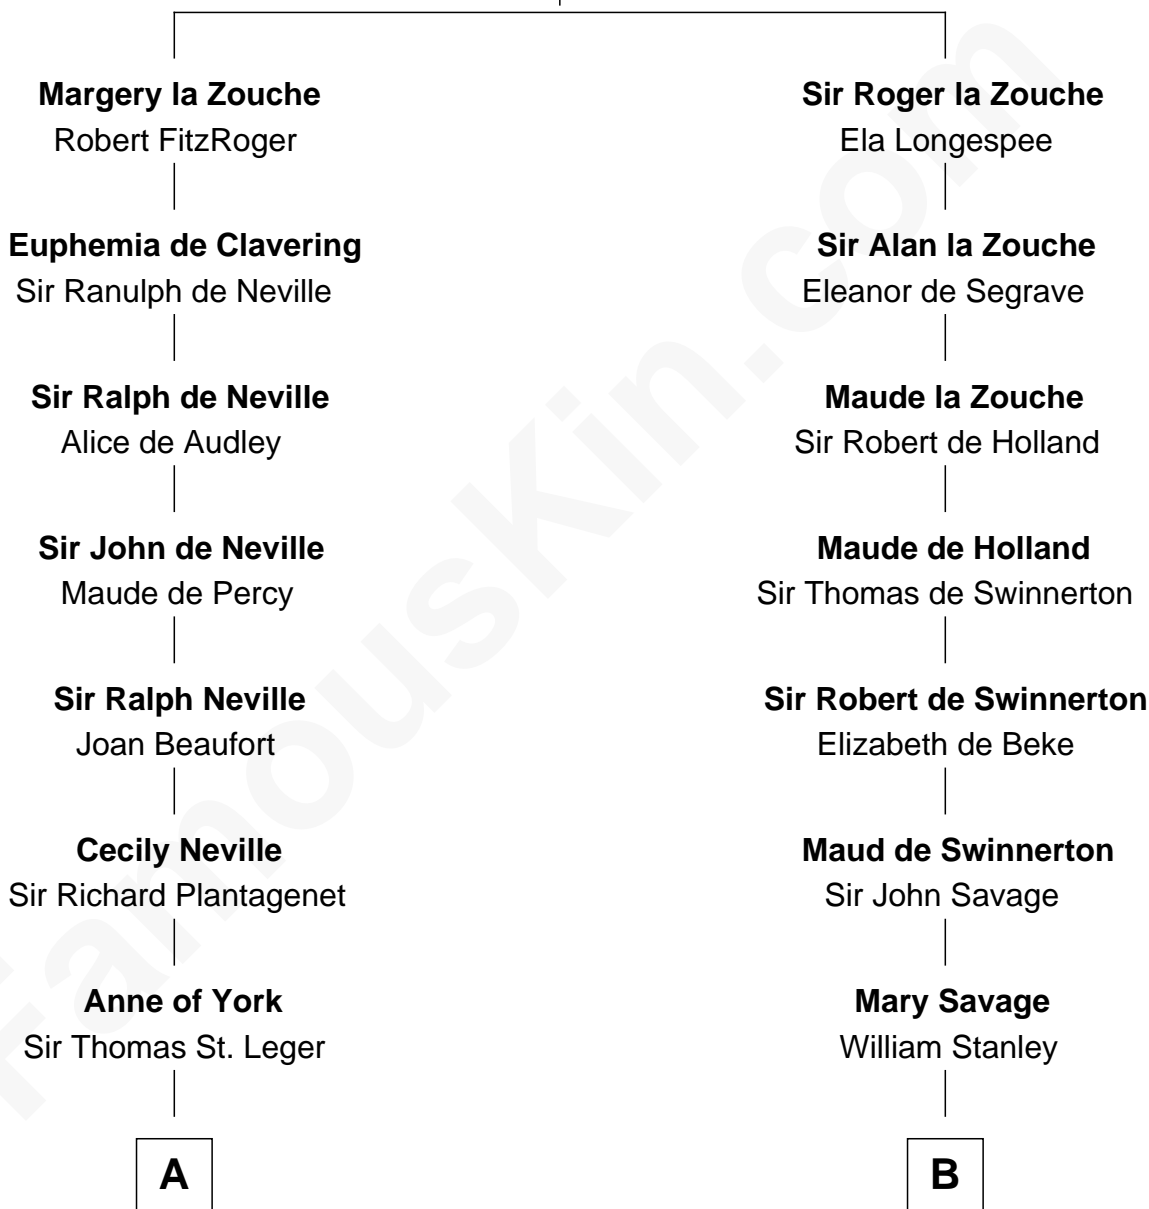 Margery la Zouche
Robert FitzRoger
Sir Roger la Zouche
Ela Longespee
Euphemia de Clavering
Sir Ranulph de Neville
Sir Alan la Zouche
Eleanor de Segrave
Sir Ralph de Neville
Alice de Audley
Maude la Zouche
Sir Robert de Holland
Sir John de Neville
Maude de Percy
Maude de Holland
Sir Thomas de Swinnerton
Sir Ralph Neville
Joan Beaufort
Sir Robert de Swinnerton
Elizabeth de Beke
Cecily Neville
Sir Richard Plantagenet
Maud de Swinnerton
Sir John Savage
Anne of York
Sir Thomas St. Leger
Mary Savage
William Stanley
A
B
FamousKin.com